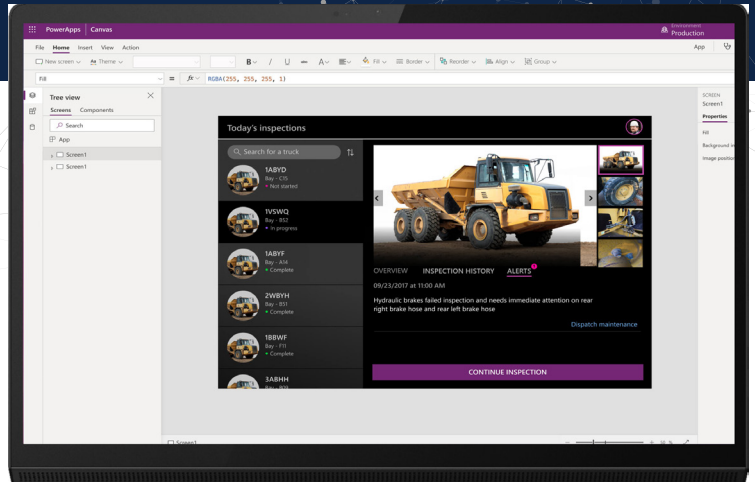 PowerApps Canvas
Environment
Production
File Home Insert View Action
App
New screen Theme B / U A Fill Border Reorder Align Group
Fill = fx RGBA(255, 255, 255, 1)
Tree view
Screens Components
Search
App
Screen1
Screen1
SCREEN
Screen1
Properties
Fill
Background im
Image position
Today's inspections
Search for a truck
1ABYD
Bay - C15
Not started
1VSWQ
Bay - B52
In progress
1ABYF
Bay - A14
Complete
2WBYH
Bay - B51
Complete
1BBWF
Bay - F11
Complete
3ABHH
OVERVIEW INSPECTION HISTORY ALERTS
09/23/2017 at 11:00 AM
Hydraulic brakes failed inspection and needs immediate attention on rear
right brake hose and rear left brake hose
Dispatch maintenance
CONTINUE INSPECTION
Screen1